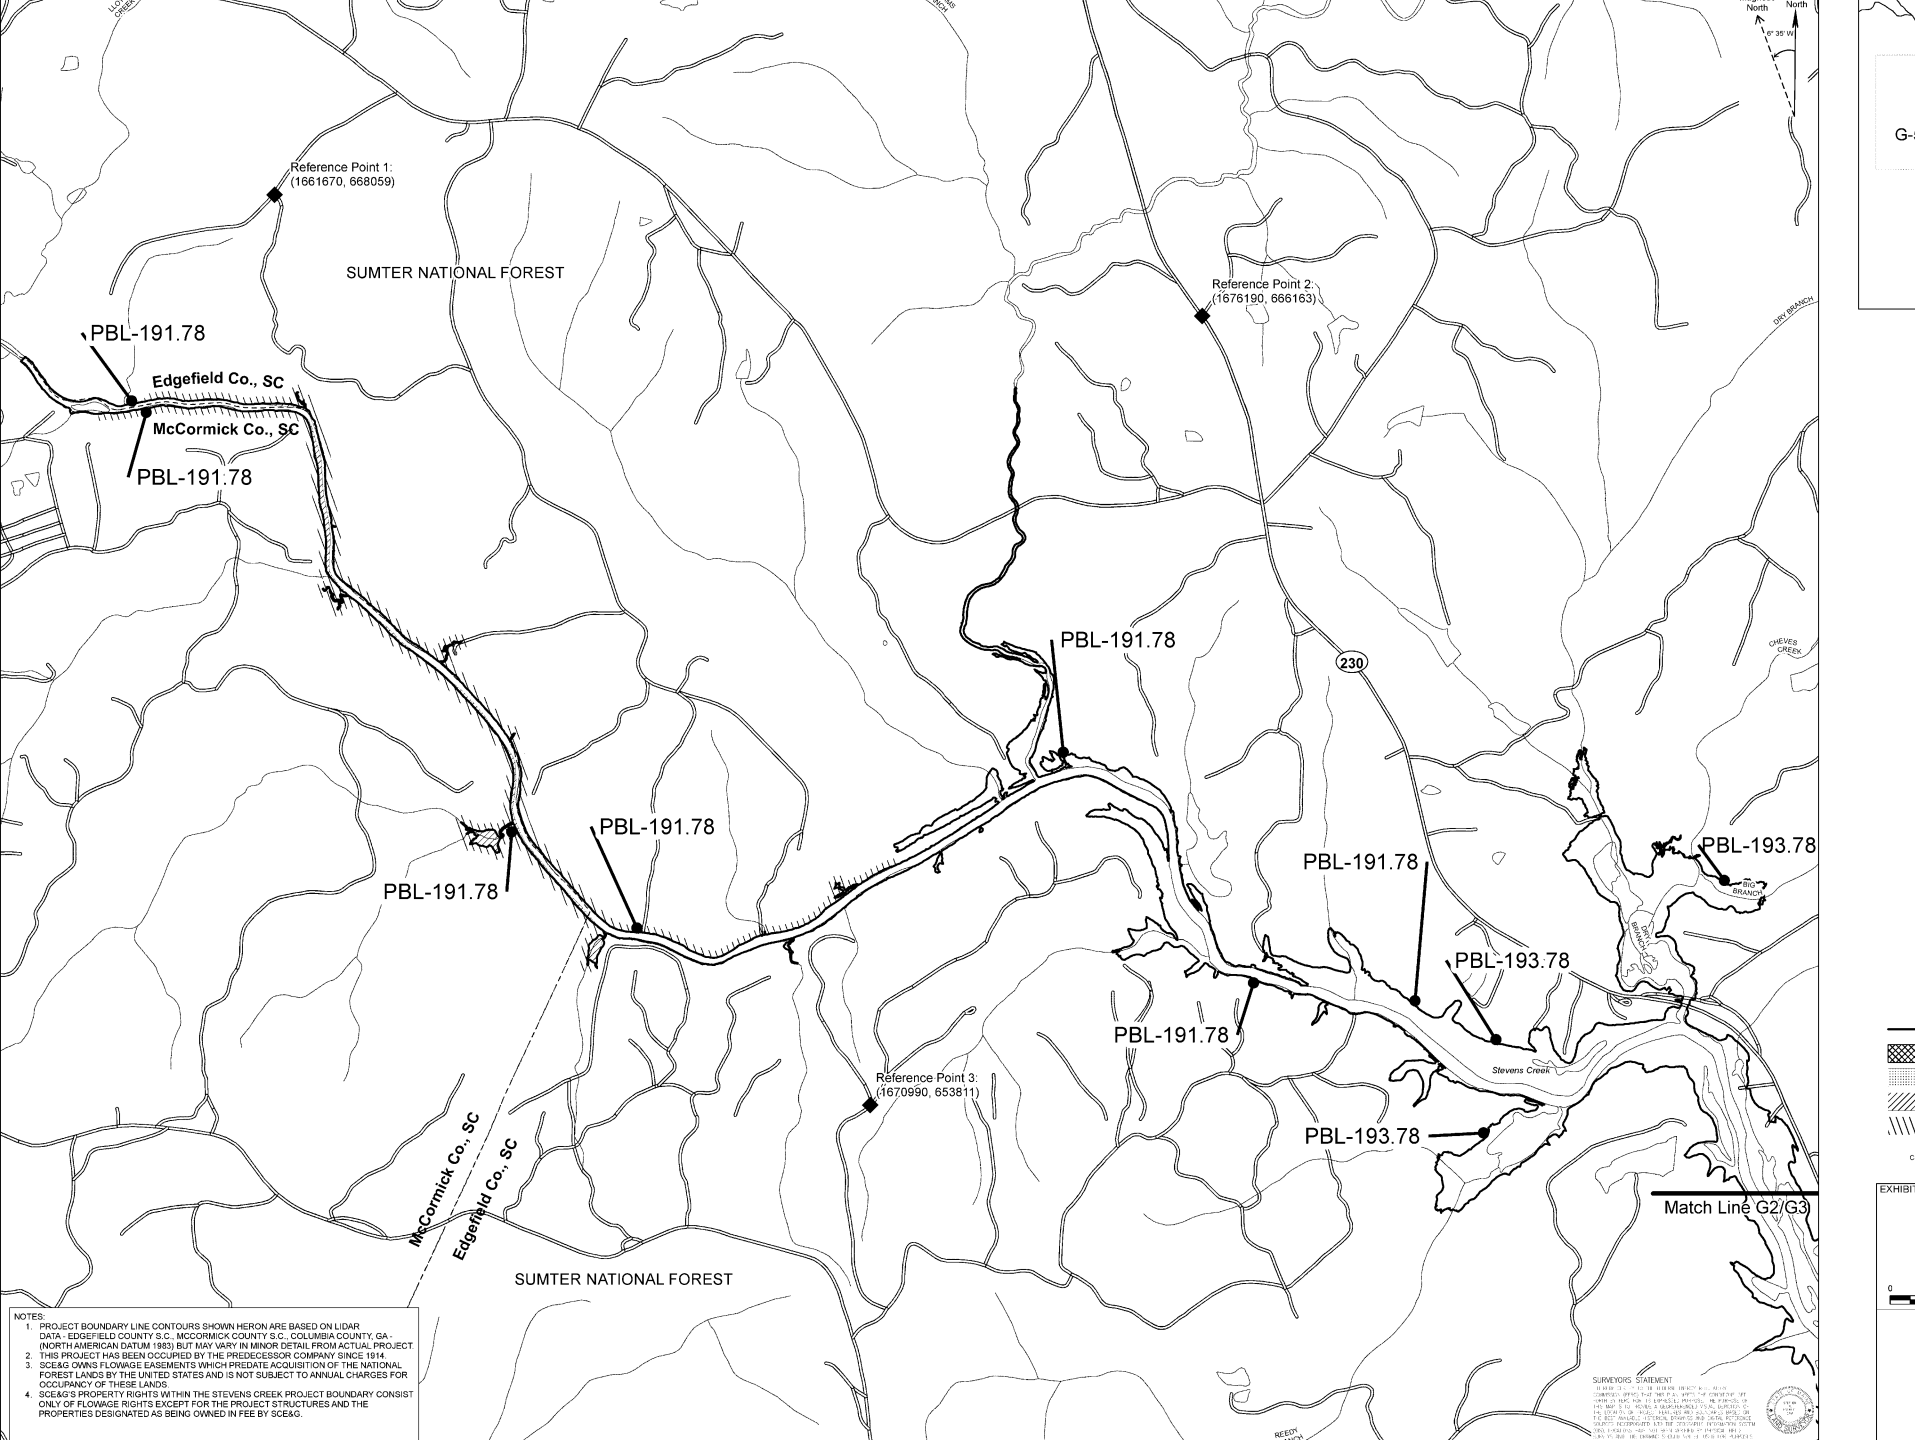 North
North
6° 35' W
G-
Reference Point 1:
(1661670, 668059)
SUMTER NATIONAL FOREST
Reference Point 2:
(1676190, 666163)
DRY BRANCH
PBL-191.78
Edgefield Co., SC
McCormick Co., SC
PBL-191.78
PBL-191.78
230
CHEVES
CREEK
PBL-191.78
PBL-191.78
PBL-191.78
PBL-193.78
BIG
BRANCH
DRY
BRANCH
PBL-193.78
PBL-191.78
Stevens Creek
Reference Point 3:
(1670990, 653811)
PBL-193.78
McCormick Co., SC
Edgefield Co., SC
EXHIBIT
Match Line G2/G3
SUMTER NATIONAL FOREST
0
NOTES:
1. PROJECT BOUNDARY LINE CONTOURS SHOWN HERON ARE BASED ON LIDAR
DATA - EDGEFIELD COUNTY S.C., MCCORMICK COUNTY S.C., COLUMBIA COUNTY, GA -
(NORTH AMERICAN DATUM 1983) BUT MAY VARY IN MINOR DETAIL FROM ACTUAL PROJECT.
2. THIS PROJECT HAS BEEN OCCUPIED BY THE PREDECESSOR COMPANY SINCE 1914.
3. SCE&G OWNS FLOWAGE EASEMENTS WHICH PREDATE ACQUISITION OF THE NATIONAL
FOREST LANDS BY THE UNITED STATES AND IS NOT SUBJECT TO ANNUAL CHARGES FOR
OCCUPANCY OF THESE LANDS.
4. SCE&G'S PROPERTY RIGHTS WITHIN THE STEVENS CREEK PROJECT BOUNDARY CONSIST
ONLY OF FLOWAGE RIGHTS EXCEPT FOR THE PROJECT STRUCTURES AND THE
PROPERTIES DESIGNATED AS BEING OWNED IN FEE BY SCE&G.
SURVEYORS STATEMENT
REEDY